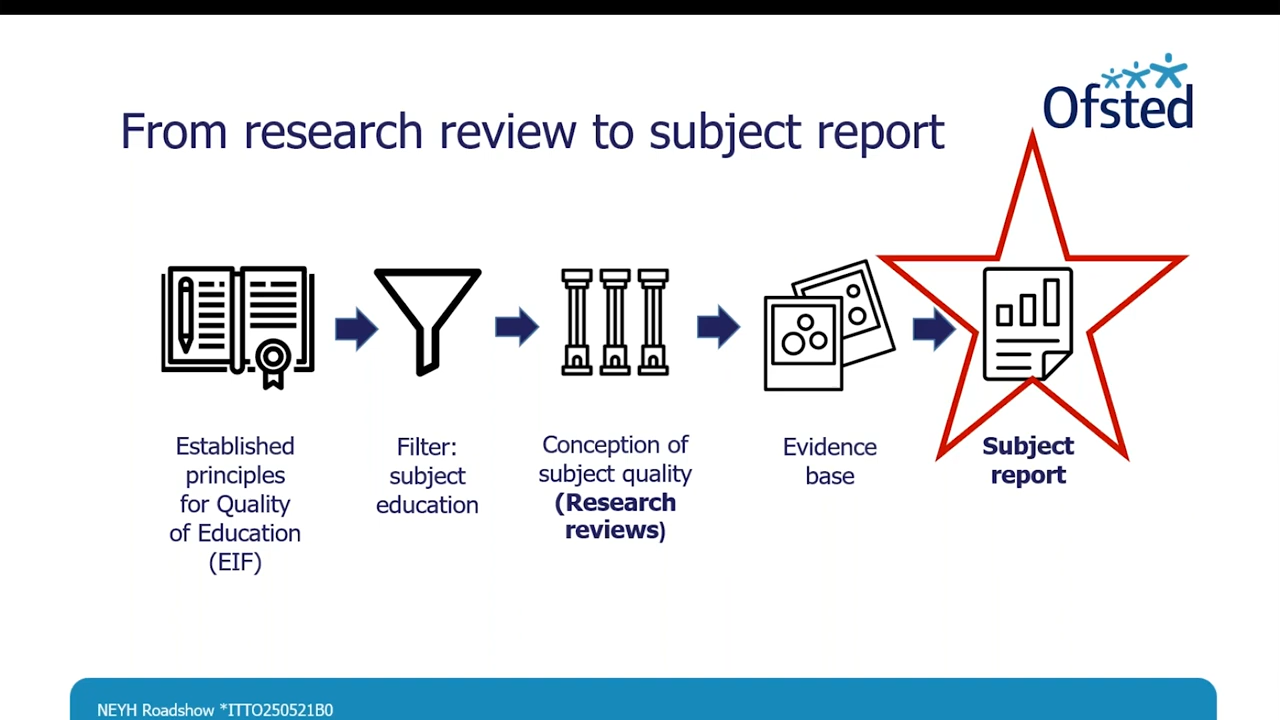 Ofsted
From research review to subject report
Established
principles
for Quality
of Education
(EIF)
Filter:
subject
education
Conception of
subject quality
(Research
reviews)
Evidence
base
Subject
report
NEYH Roadshow *ITTO250521B0